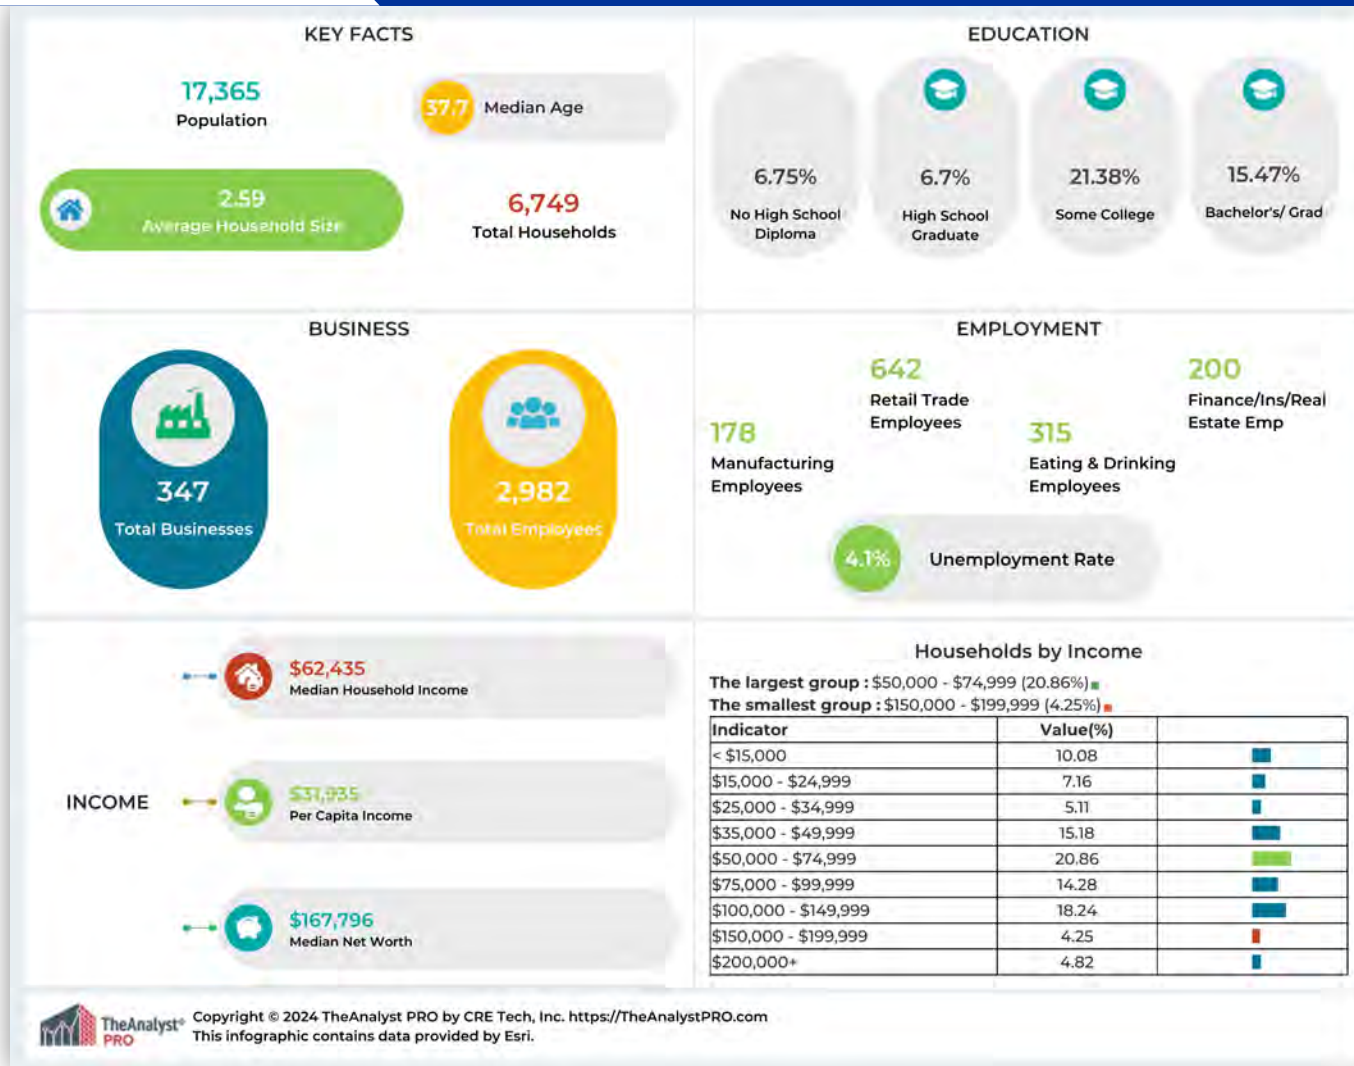 KEY FACTS
17,365
Population
37.7 Median Age
2.59
Average Household Size
6,749
Total Households
EDUCATION
6.75%
No High School
Diploma
6.7%
High School
Graduate
21.38%
Some College
15.47%
Bachelor's/ Grad
BUSINESS
347
Total Businesses
2,982
Total Employees
EMPLOYMENT
178
Manufacturing
Employees
642
Retail Trade
Employees
315
Eating & Drinking
Employees
200
Finance/Ins/Real
Estate Emp
4.1% Unemployment Rate
INCOME
$62,435
Median Household Income
$31,935
Per Capita Income
$167,796
Median Net Worth
Households by Income
The largest group : $50,000 - $74,999 (20.86%)
The smallest group : $150,000 - $199,999 (4.25%)
Indicator Value(%)
< $15,000 10.08
$15,000 - $24,999 7.16
$25,000 - $34,999 5.11
$35,000 - $49,999 15.18
$50,000 - $74,999 20.86
$75,000 - $99,999 14.28
$100,000 - $149,999 18.24
$150,000 - $199,999 4.25
$200,000+ 4.82
TheAnalyst®
PRO
Copyright © 2024 TheAnalyst PRO by CRE Tech, Inc. https://TheAnalystPRO.com
This infographic contains data provided by Esri.